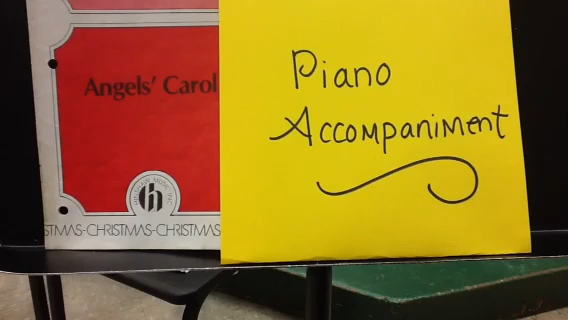 Angels' Carol
STMAS-CHRISTMAS-CHRISTMAS
Piano
Accompaniment